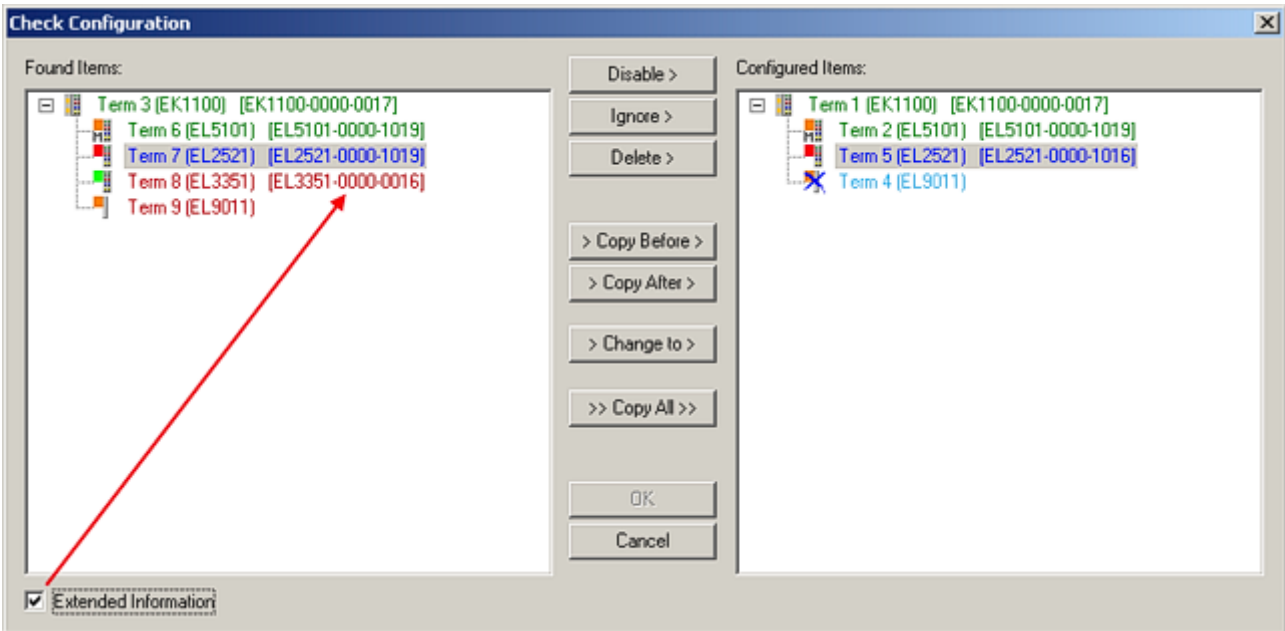 Check Configuration
Found Items:
Term 3 (EK1100) [EK1100-0000-0017]
Term 6 (EL5101) [EL5101-0000-1019]
Term 7 (EL2521) [EL2521-0000-1019]
Term 8 (EL3351) [EL3351-0000-0016]
Term 9 (EL9011)
Extended Information
Disable >
Ignore >
Delete >
> Copy Before >
> Copy After >
> Change to >
>> Copy All >>
OK
Cancel
Configured Items:
Term 1 (EK1100) [EK1100-0000-0017]
Term 2 (EL5101) [EL5101-0000-1019]
Term 5 (EL2521) [EL2521-0000-1016]
Term 4 (EL9011)